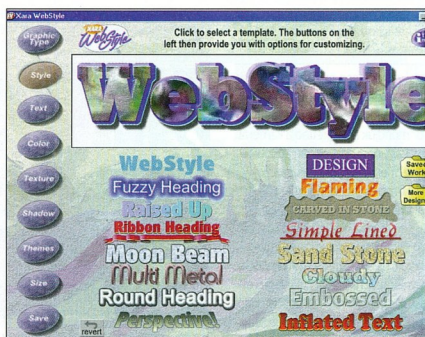 Xara WebStyle
Graphic Type
Xara WebStyle
Click to select a template. The buttons on the
left then provide you with options for customizing.
Style
WebStyle
Text
Color
Texture
Shadow
Themes
Size
Save
WebStyle
Fuzzy Heading
Raised Up
Ribbon Heading
Moon Beam
Multi Metal
Round Heading
Perspective!
revert
DESIGN
Flaming
CARVED IN STONE
Simple Lined
Sand Stone
Cloudy
Embossed
Inflated Text
Saved Work
More Design